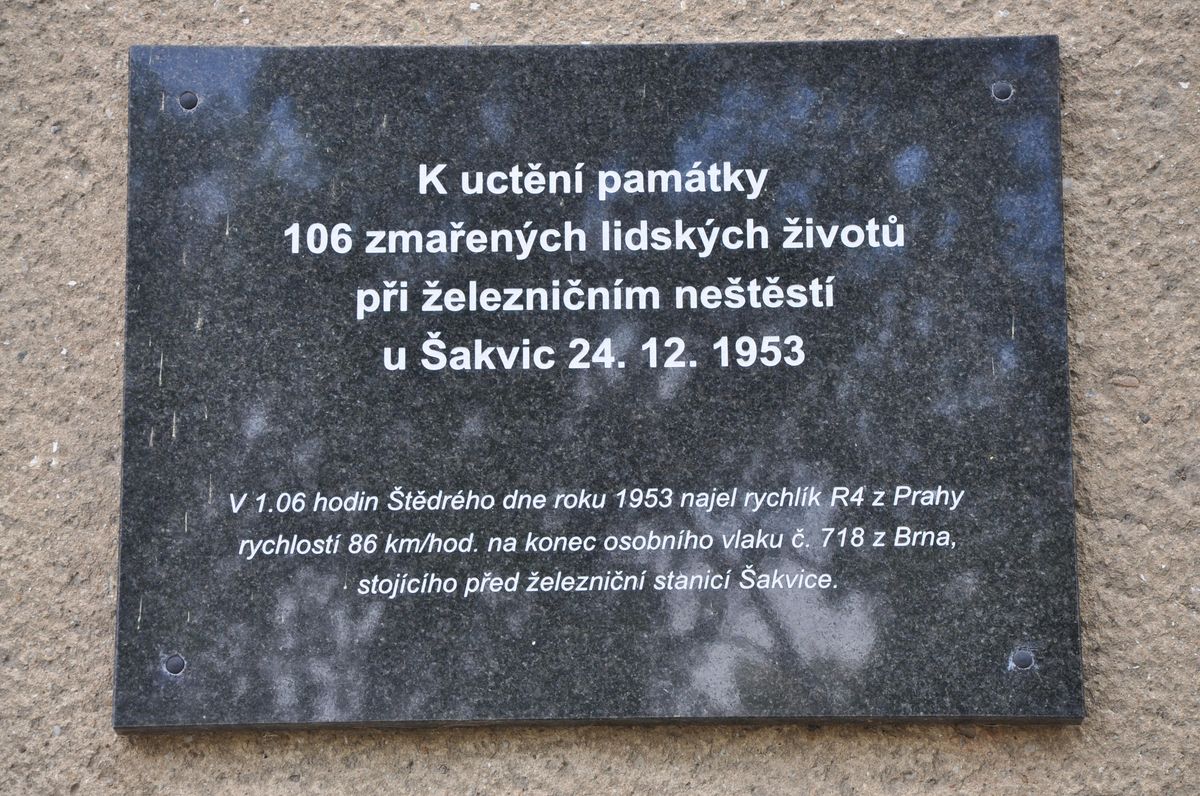 K uctění památky
106 zmařených lidských životů
při železničním neštěstí
u Šakvic 24. 12. 1953
V 1.06 hodin Štědrého dne roku 1953 najel rychlík R4 z Prahy
rychlostí 86 km/hod. na konec osobního vlaku č. 718 z Brna,
stojícího před železniční stanicí Šakvice.